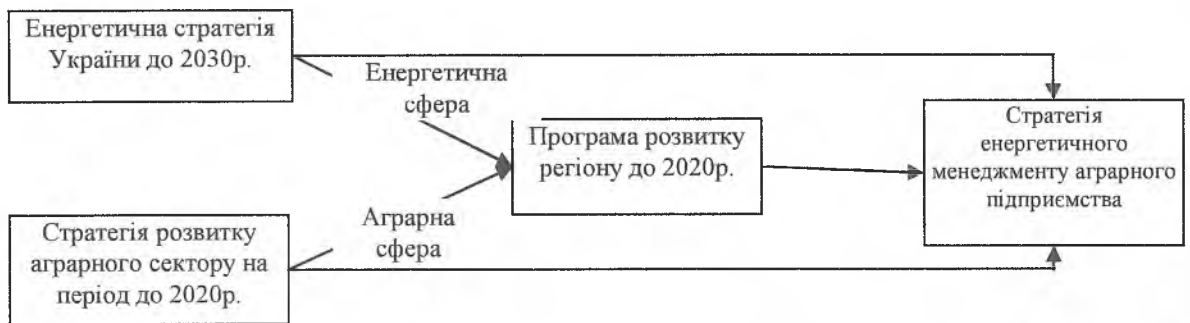 Енергетична стратегія
України до 2030р.
Енергетична
сфера
Програма розвитку
регіону до 2020р.
Стратегія
енергетичного
менеджменту аграрного
підприємства
Аграрна
сфера
Стратегія розвитку
аграрного сектору на
період до 2020р.